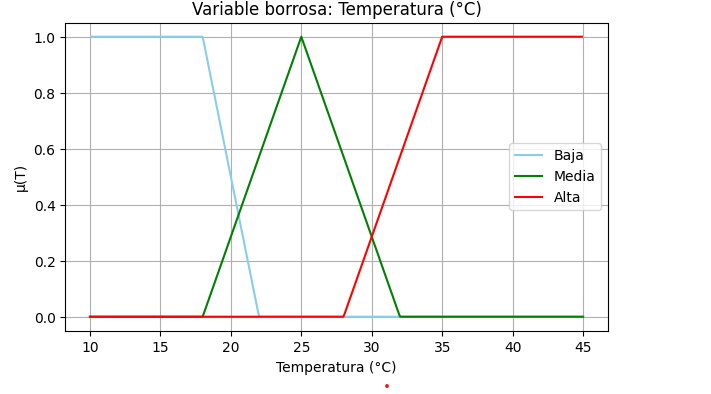 Variable borrosa: Temperatura (°C)
1.0
0.8
0.6
0.4
0.2
0.0
μ(T)
Baja
Media
Alta
10 15 20 25 30 35 40 45
Temperatura (°C)